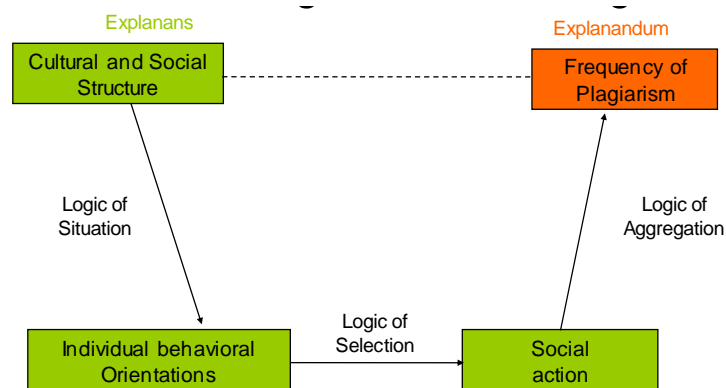 Explanans
Explanandum
Cultural and Social
Structure
Frequency of
Plagiarism
Logic of
Situation
Logic of
Aggregation
Logic of
Selection
Individual behavioral
Orientations
Social
action